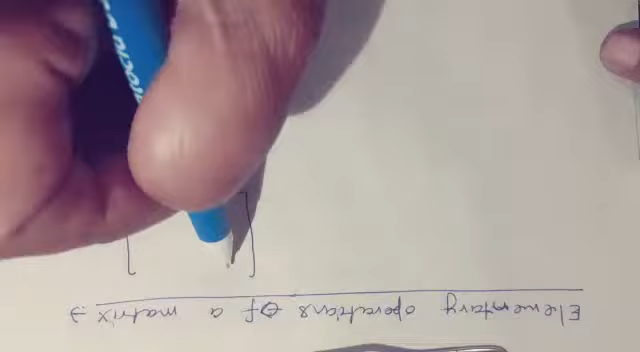 Elementary operations of a matrix →